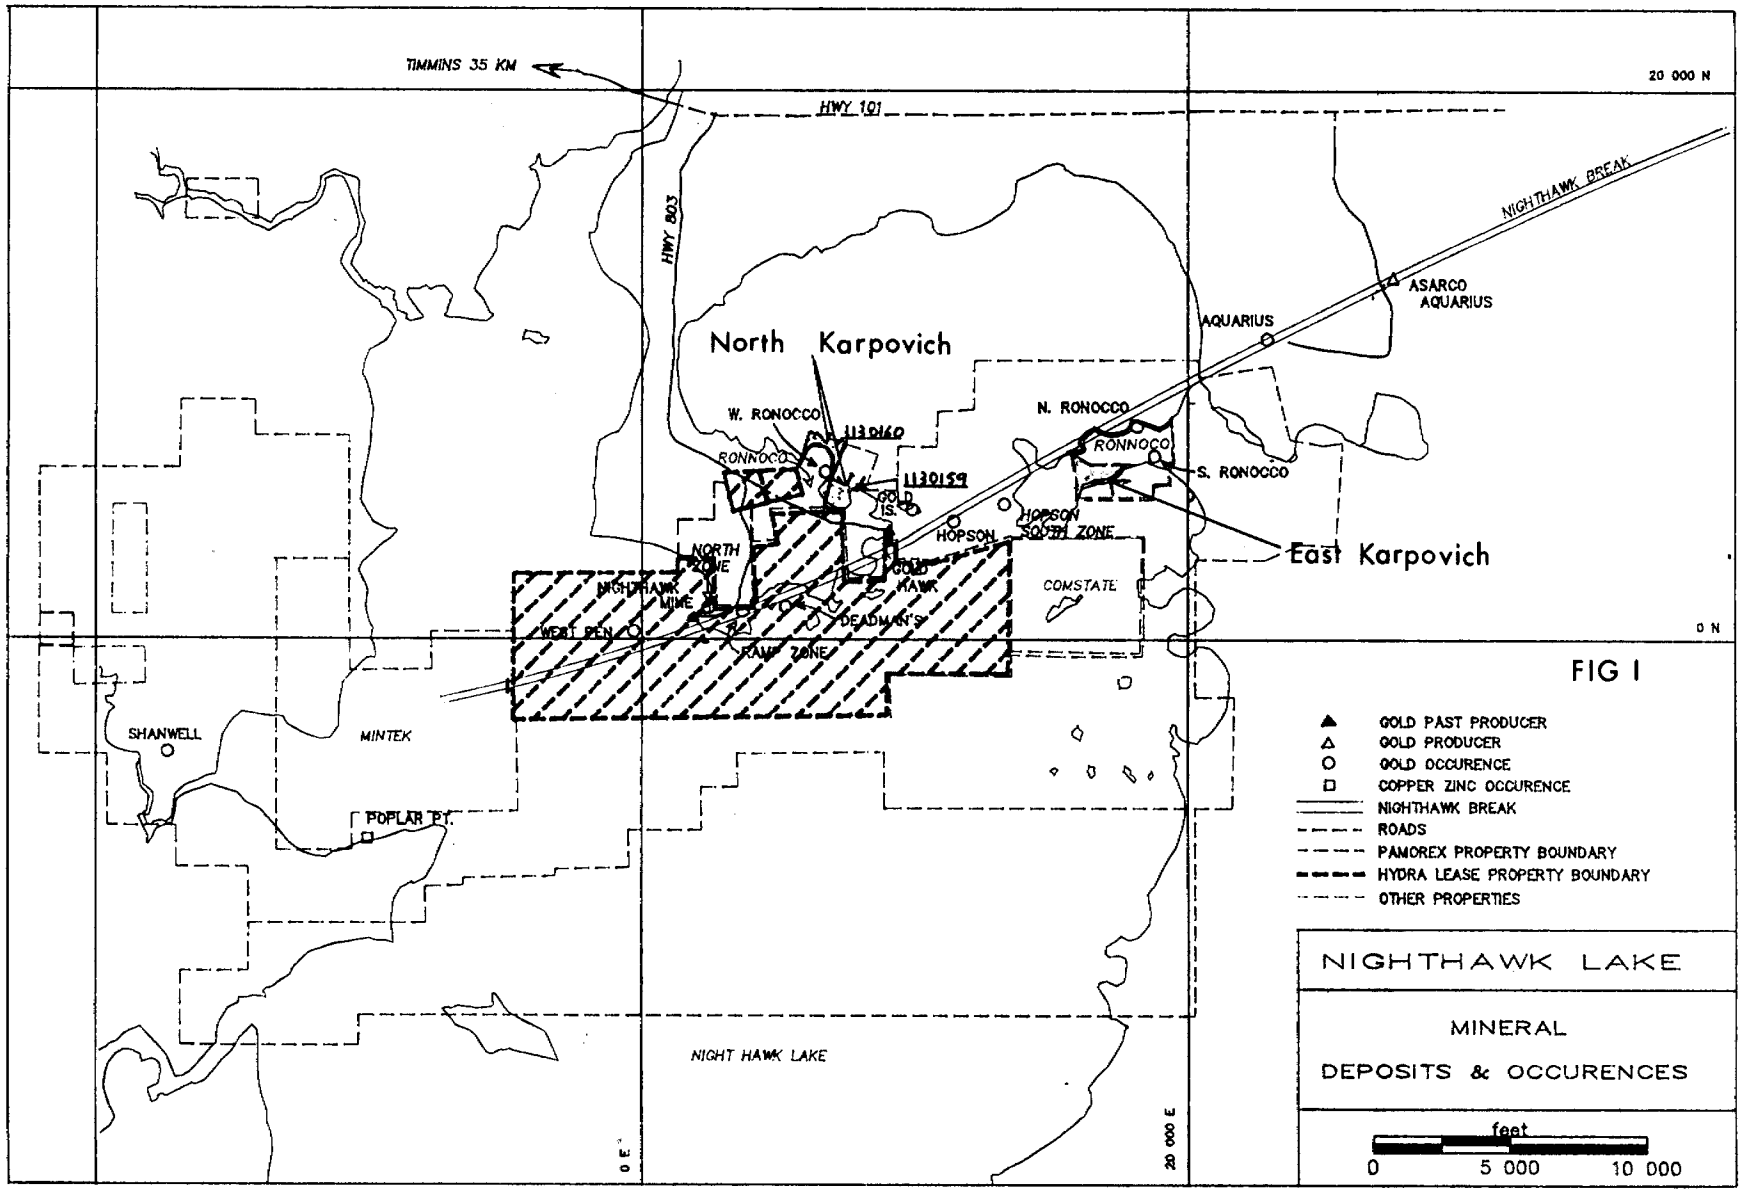 TIMMINS 35 KM
20 000 N
HWY 101
NIGHTHAWK BREAK
HWY 803
ASARCO
AQUARIUS
AQUARIUS
North Karpovich
W. RONOCCO
N. RONOCCO
1130160
RONNOCO
RONNOCO
S. RONOCCO
1130159
GOLD
IS.
HOPSON
SOUTH ZONE
HOPSON
East Karpovich
NORTH
ZONE
GOLD
HAWK
NIGHTHAWK
MINE
COMSTATE
DEADMAN'S
WEST PEN
RAMP ZONE
0 N
FIG 1
SHANWELL
MINTEK
POPLAR PT.
GOLD PAST PRODUCER
GOLD PRODUCER
GOLD OCCURENCE
COPPER ZINC OCCURENCE
NIGHTHAWK BREAK
ROADS
PAMOREX PROPERTY BOUNDARY
HYDRA LEASE PROPERTY BOUNDARY
OTHER PROPERTIES
NIGHTHAWK LAKE
MINERAL
DEPOSITS & OCCURENCES
NIGHT HAWK LAKE
0 E
20 000 E
feet
0 5 000 10 000